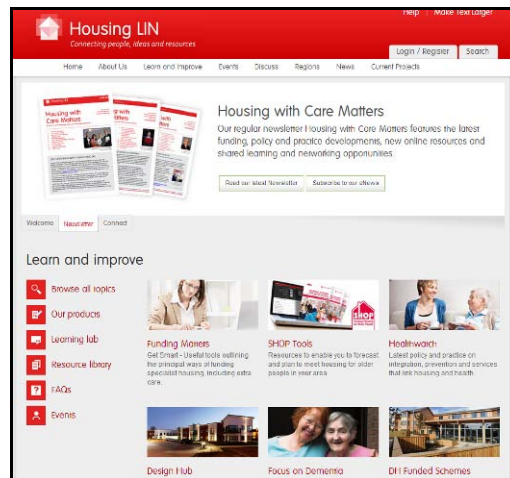 Help | Make Text Larger
Housing LIN
Connecting people, ideas and resources
Login / Register Search
Home About Us Learn and Improve Events Discuss Regions News Current Projects
Housing with Care Matters
Our regular newsletter Housing with Care Matters features the latest
funding, policy and practice developments, new online resources and
shared learning and networking opportunities.
Read our latest Newsletter Subscribe to our eNews
Welcome Newsletter Connect
Learn and improve
Browse all topics
Our products
Learning lab
Resource library
FAQs
Events
Funding Maners
Get Smart - Useful tools outlining
the principal ways of funding
specialist housing, including extra
care.
SHOP Tools
Resources to enable you to forecast
and plan to meet housing for older
people in your area
Healthwatch
Latest policy and practice on
integration, prevention and services
that link housing and health
Design Hub
Focus on Dementia
DH Funded Schemes